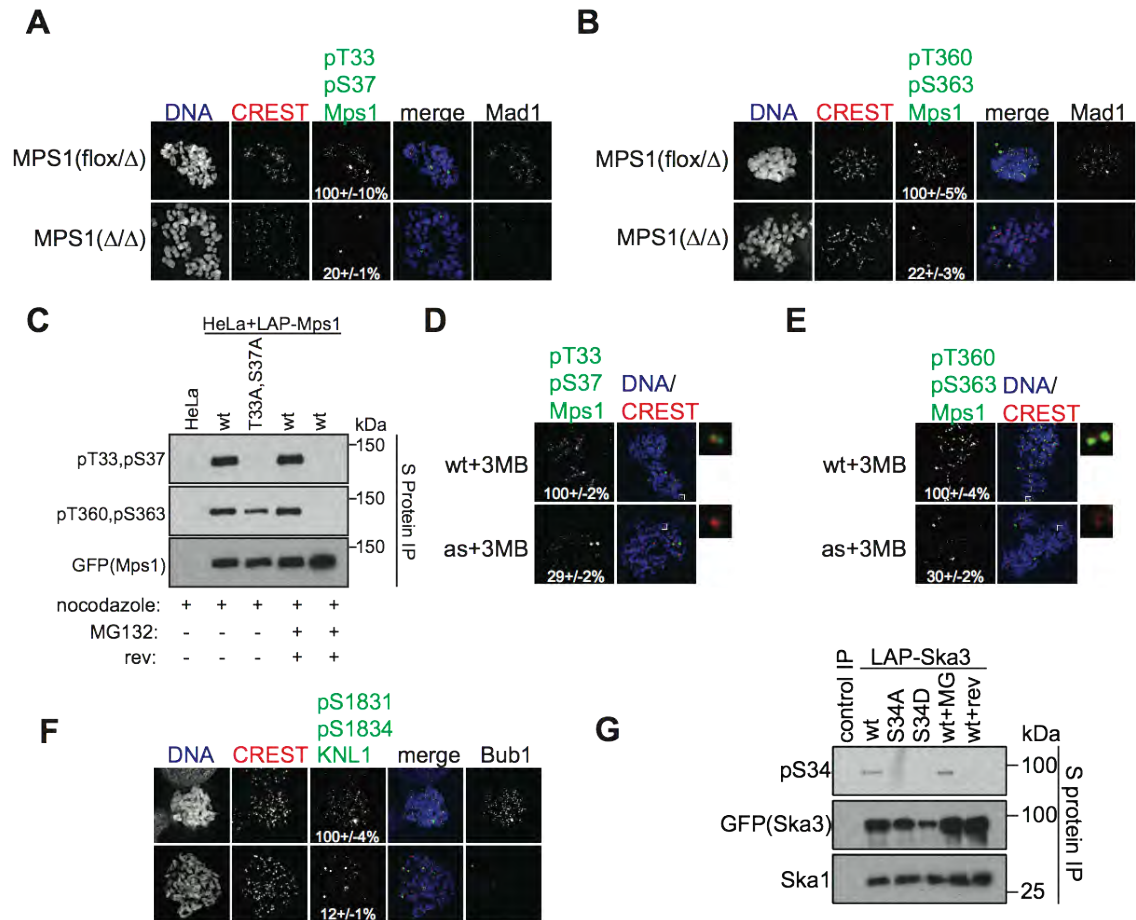 A
pT33
pS37
DNA CREST Mps1 merge Mad1
MPS1(flox/Δ)
100+/-10%
MPS1(Δ/Δ)
20+/-1%
B
pT360
pS363
DNA CREST Mps1 merge Mad1
MPS1(flox/Δ)
100+/-5%
MPS1(Δ/Δ)
22+/-3%
C
HeLa+LAP-Mps1
HeLa wt T33A,S37A wt wt
kDa
pT33,pS37
150
pT360,pS363
150
GFP(Mps1)
150
S Protein IP
nocodazole: + + + + +
MG132: - - - + +
rev: - - - + +
D
pT33
pS37 DNA/
Mps1 CREST
wt+3MB
100+/-2%
as+3MB
29+/-2%
E
pT360
pS363 DNA/
Mps1 CREST
wt+3MB
100+/-4%
as+3MB
30+/-2%
F
pS1831
pS1834
DNA CREST KNL1 merge Bub1
100+/-4%
12+/-1%
G
LAP-Ska3
control IP wt S34A S34D wt+MG wt+rev
kDa
pS34
100
GFP(Ska3)
100
Ska1
25
S protein IP